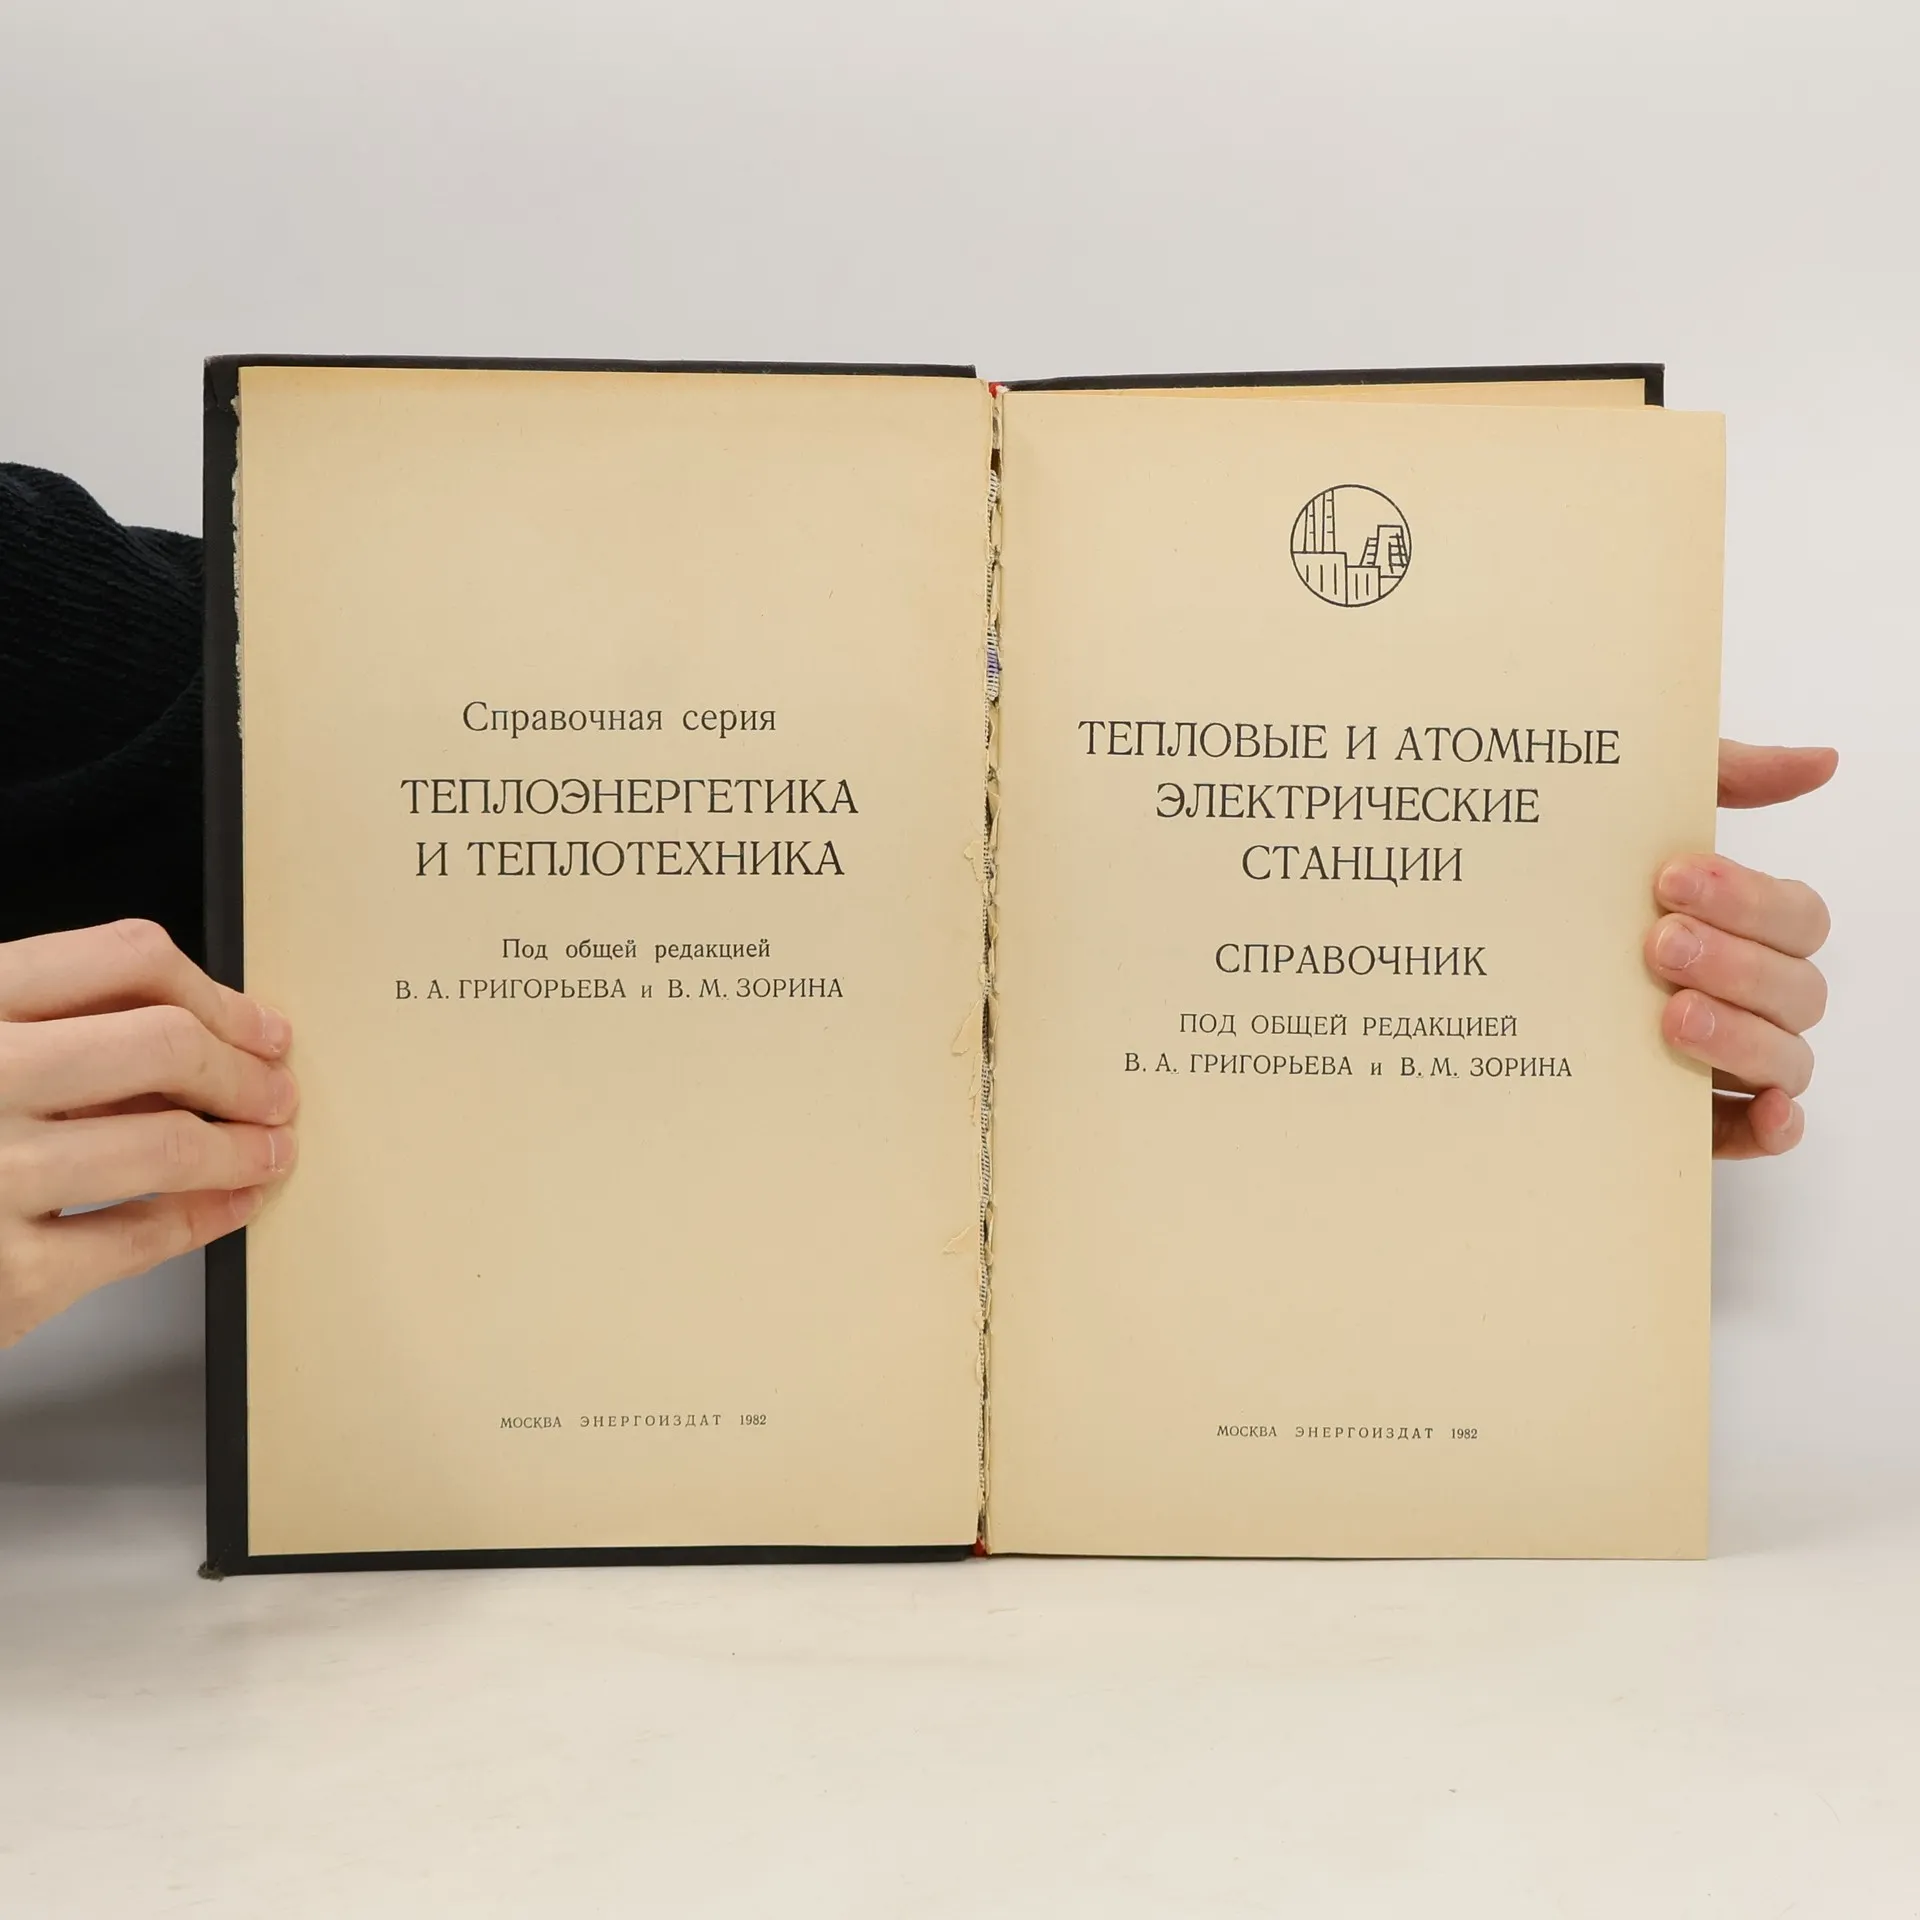 Справочная серия
ТЕПЛОЭНЕРГЕТИКА
И ТЕПЛОТЕХНИКА
Под общей редакцией
В. А. ГРИГОРЬЕВА и В. М. ЗОРИНА
МОСКВА ЭНЕРГОИЗДАТ 1982
ТЕПЛОВЫЕ И АТОМНЫЕ
ЭЛЕКТРИЧЕСКИЕ
СТАНЦИИ
СПРАВОЧНИК
ПОД ОБЩЕЙ РЕДАКЦИЕЙ
В. А. ГРИГОРЬЕВА и В. М. ЗОРИНА
МОСКВА ЭНЕРГОИЗДАТ 1982